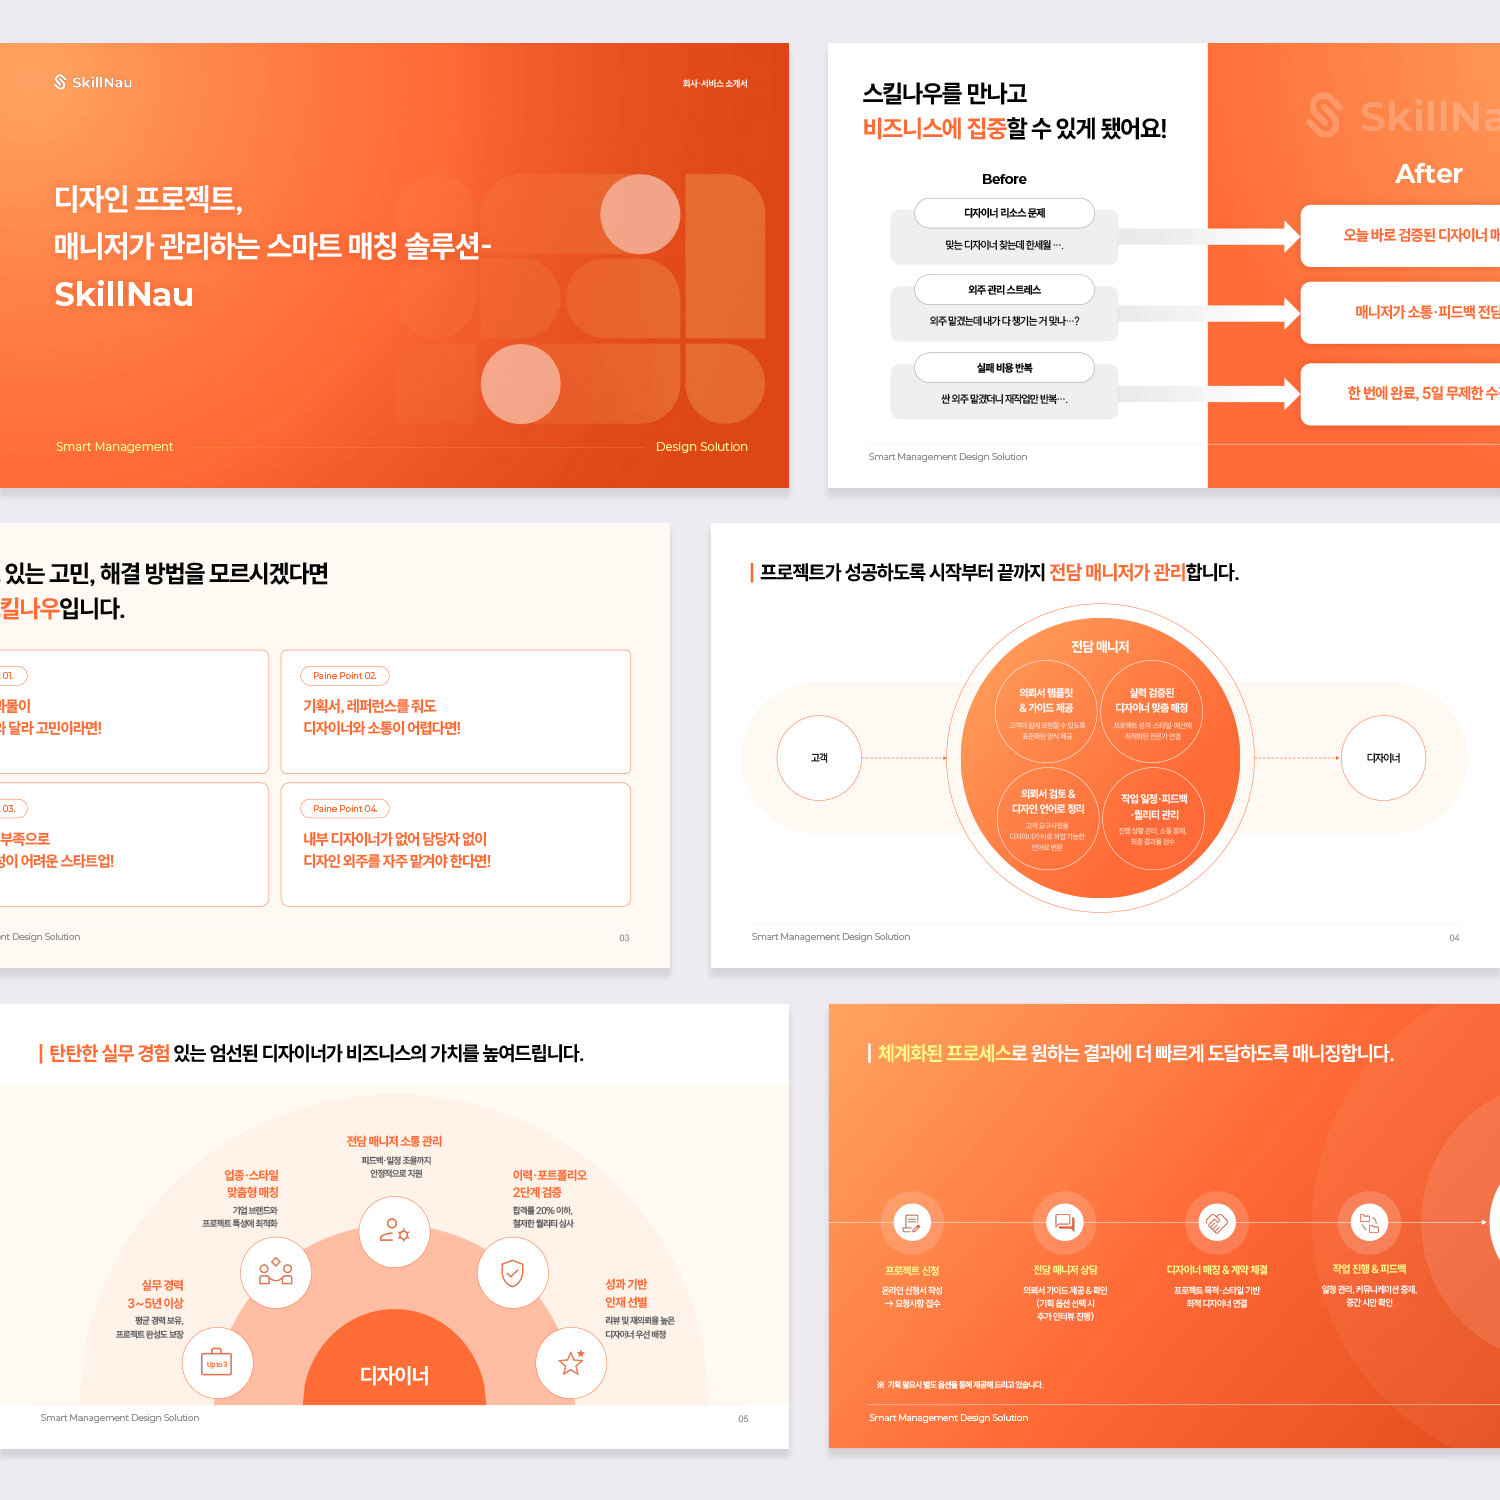 SkillNau
회사·서비스 소개서
디자인 프로젝트,
매니저가 관리하는 스마트 매칭 솔루션-
SkillNau
Smart Management
Design Solution
스킬나우를 만나고
비즈니스에 집중할 수 있게 됐어요!
Before
디자이너 리소스 문제
맞는 디자이너 찾는데 한세월 ….
외주 관리 스트레스
외주 맡겼는데 내가 다 챙기는 거 맞나…?
실패 비용 반복
싼 외주 맡겼더니 재작업만 반복….
Smart Management Design Solution
SkillNa
After
오늘 바로 검증된 디자이너 매
매니저가 소통·피드백 전담
한 번에 완료, 5일 무제한 수
있는 고민, 해결 방법을 모르시겠다면
킬나우입니다.
01.
과물이
와 달라 고민이라면!
Paine Point 02
기획서, 레퍼런스를 줘도
디자이너와 소통이 어렵다면!
03.
부족으로
성이 어려운 스타트업!
Paine Point 04.
내부 디자이너가 없어 담당자 없이
디자인 외주를 자주 맡겨야 한다면!
nt Design Solution
03
프로젝트가 성공하도록 시작부터 끝까지 전담 매니저가 관리합니다.
고객
전담 매니저
의뢰서 템플릿
& 가이드 제공
고객이 쉽게 요청할 수 있도록
표준화된 양식 제공
실력 검증된
디자이너 맞춤 매칭
프로젝트 성격·스타일·예산에
최적화된 전문가 연결
의뢰서 검토 &
디자인 언어로 정리
고객 요구사항을
디자이너가 바로 작업 가능한
언어로 변환
작업 일정·피드백
·퀄리티 관리
진행 상황 관리, 소통 중재,
최종 결과물 검수
디자이너
Smart Management Design Solution
04
탄탄한 실무 경험 있는 엄선된 디자이너가 비즈니스의 가치를 높여드립니다.
전담 매니저 소통 관리
피드백·일정 조율까지
안정적으로 지원
업종·스타일
맞춤형 매칭
기업 브랜드와
프로젝트 특성에 최적화
이력·포트폴리오
2단계 검증
합격률 20% 이하,
철저한 퀄리티 심사
실무 경력
3~5년 이상
평균 경력 보유,
프로젝트 완성도 보장
성과 기반
인재 선별
리뷰 및 재의뢰율 높은
디자이너 우선 배정
Up to 3
디자이너
Smart Management Design Solution
05
체계화된 프로세스로 원하는 결과에 더 빠르게 도달하도록 매니징합니다.
프로젝트 신청
온라인 신청서 작성
→ 요청사항 접수
전담 매니저 상담
의뢰서 가이드 제공 & 확인
(기획 옵션 선택 시
추가 인터뷰 진행)
디자이너 매칭 & 계약 체결
프로젝트 목적·스타일 기반
최적 디자이너 연결
작업 진행 & 피드백
일정 관리, 커뮤니케이션 중재,
중간 시안 확인
※ 기획 필요시 별도 옵션을 통해 제공해 드리고 있습니다.
Smart Management Design Solution